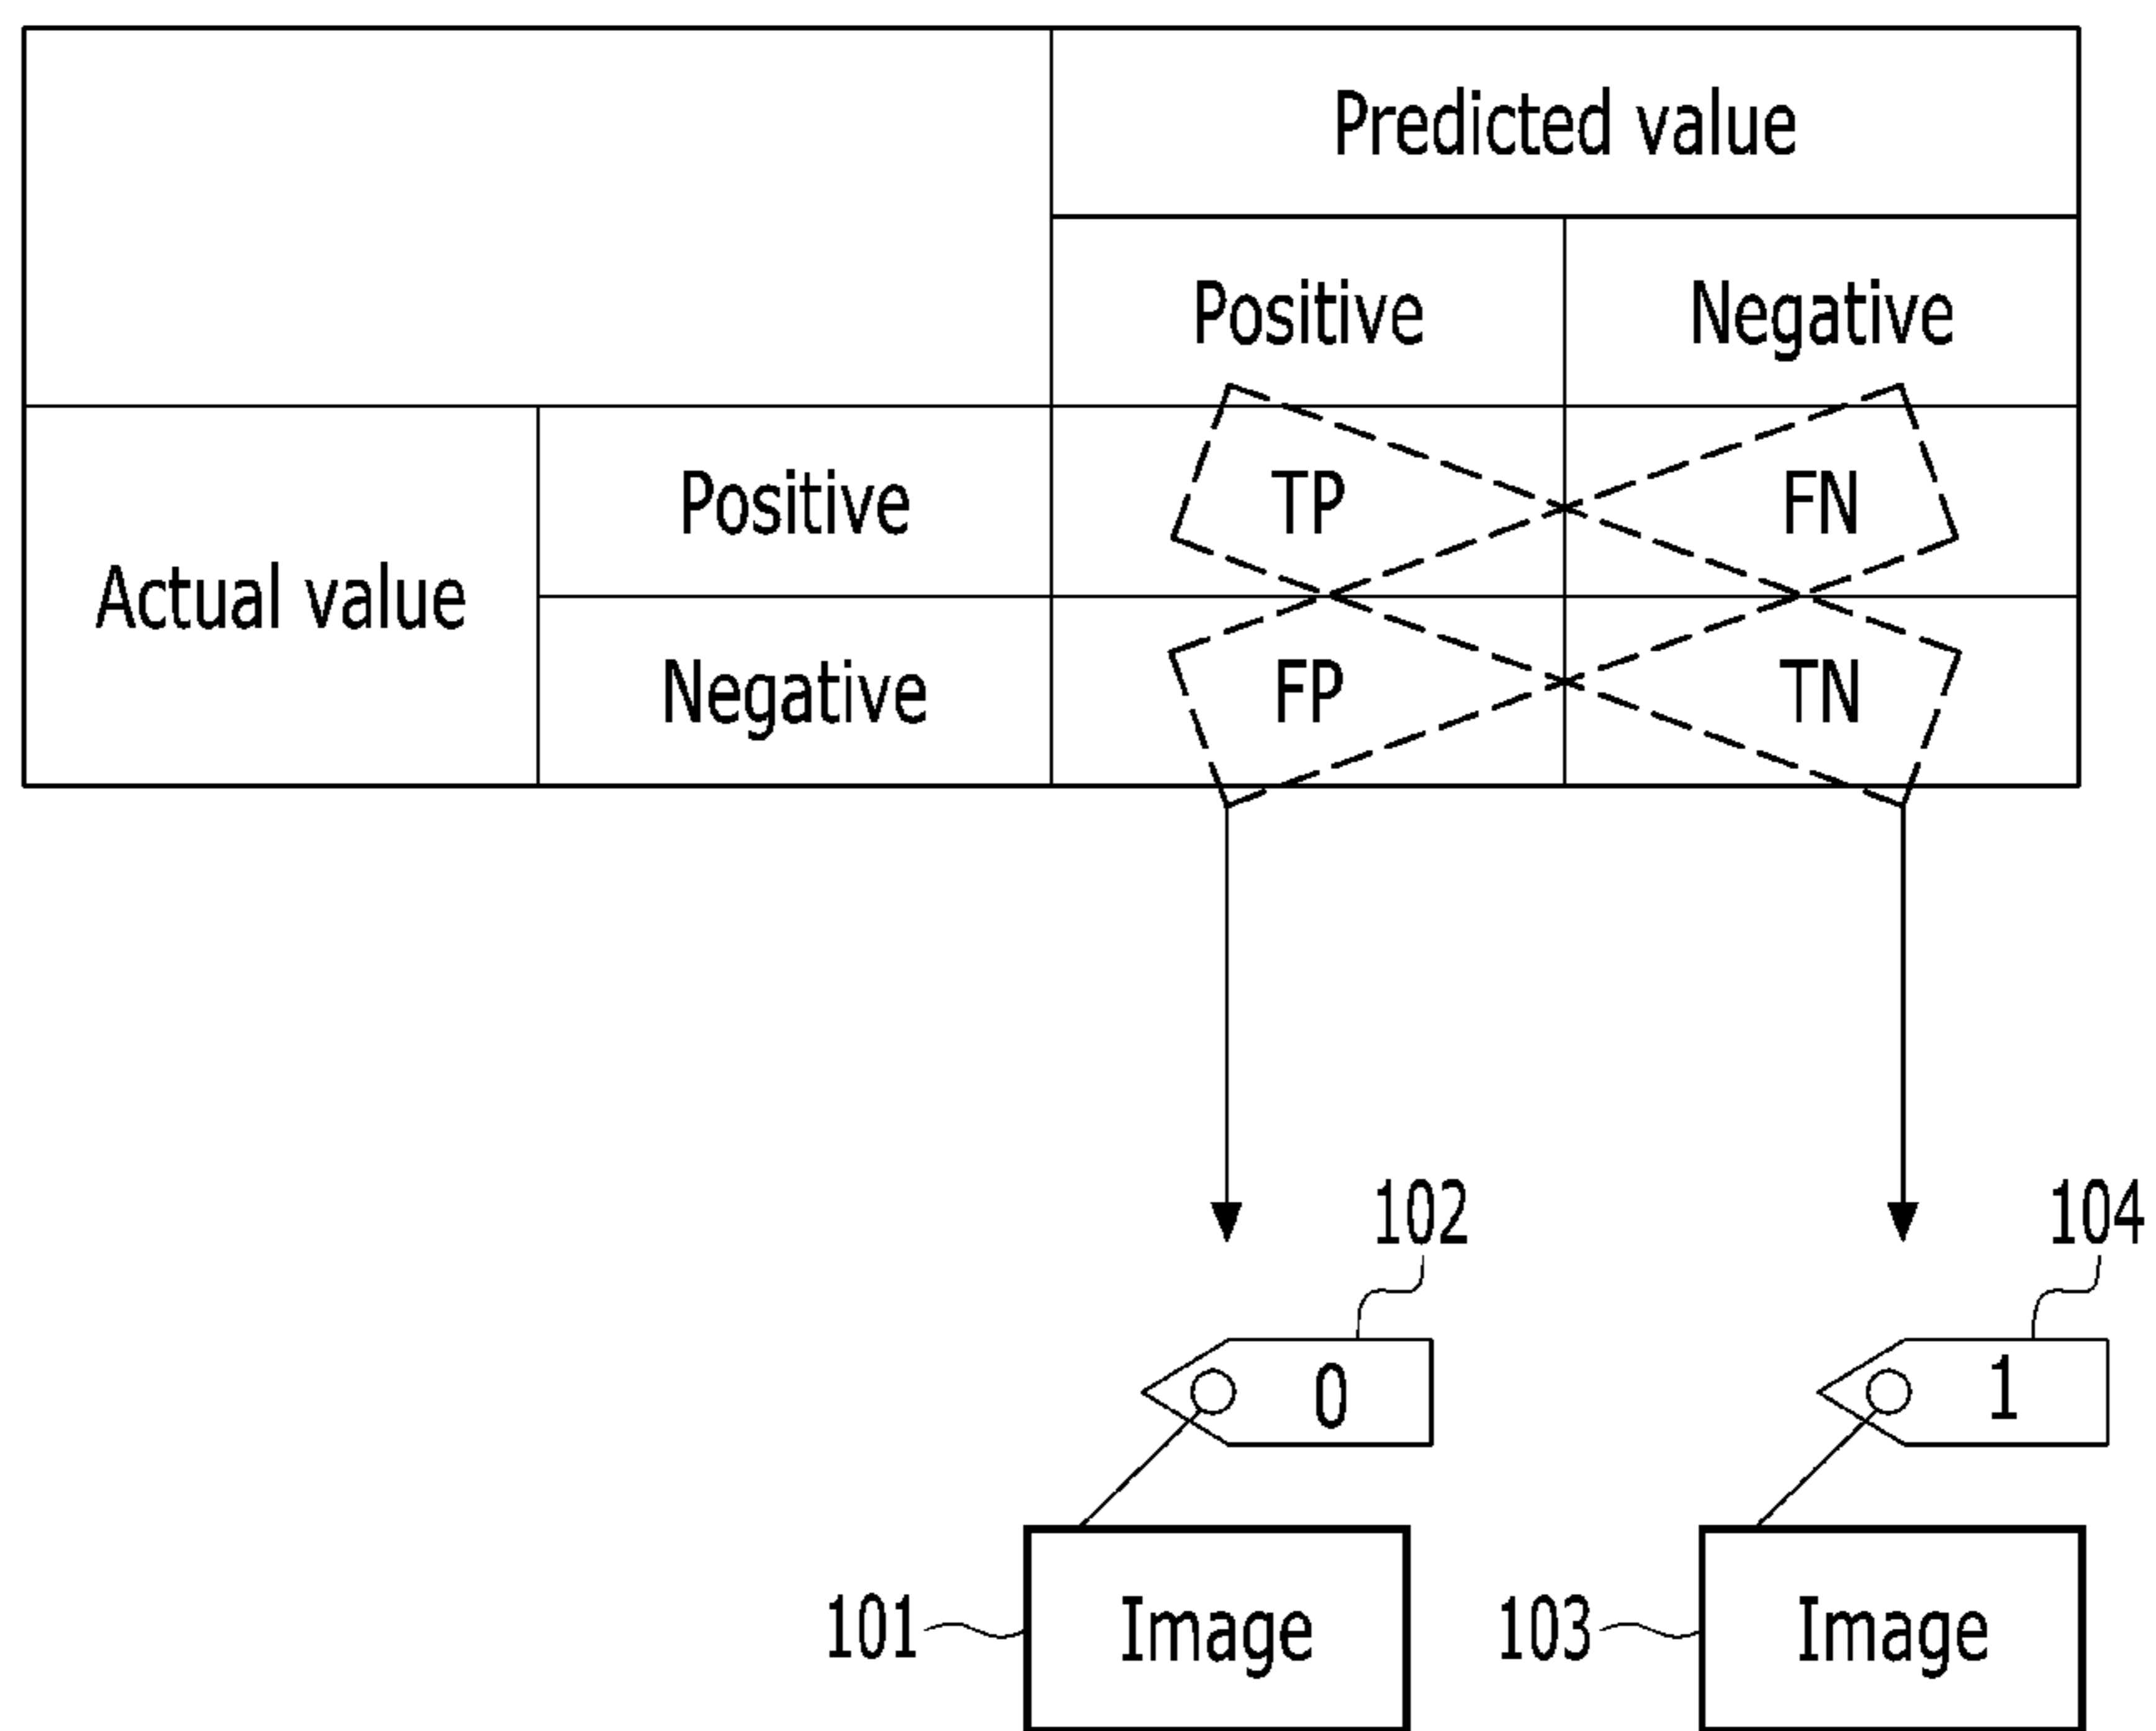 Predicted value
Positive Negative
Positive TP FN
Actual value
Negative FP TN
102 104
0 1
101 Image 103 Image